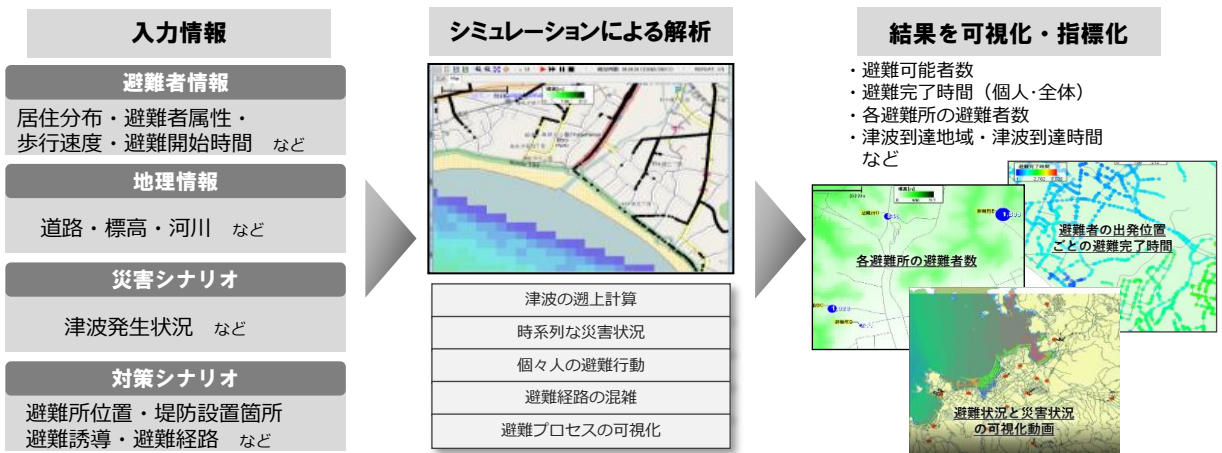 入力情報
避難者情報
居住分布・避難者属性・
歩行速度・避難開始時間 など
地理情報
道路・標高・河川 など
災害シナリオ
津波発生状況 など
対策シナリオ
避難所位置・堤防設置箇所
避難誘導・避難経路 など
シミュレーションによる解析
津波の遡上計算
時系列な災害状況
個々人の避難行動
避難経路の混雑
避難プロセスの可視化
結果を可視化・指標化
・避難可能者数
・避難完了時間（個人･全体）
・各避難所の避難者数
・津波到達地域・津波到達時間
など
各避難所の避難者数
避難者の出発位置
ごとの避難完了時間
避難状況と災害状況
の可視化動画